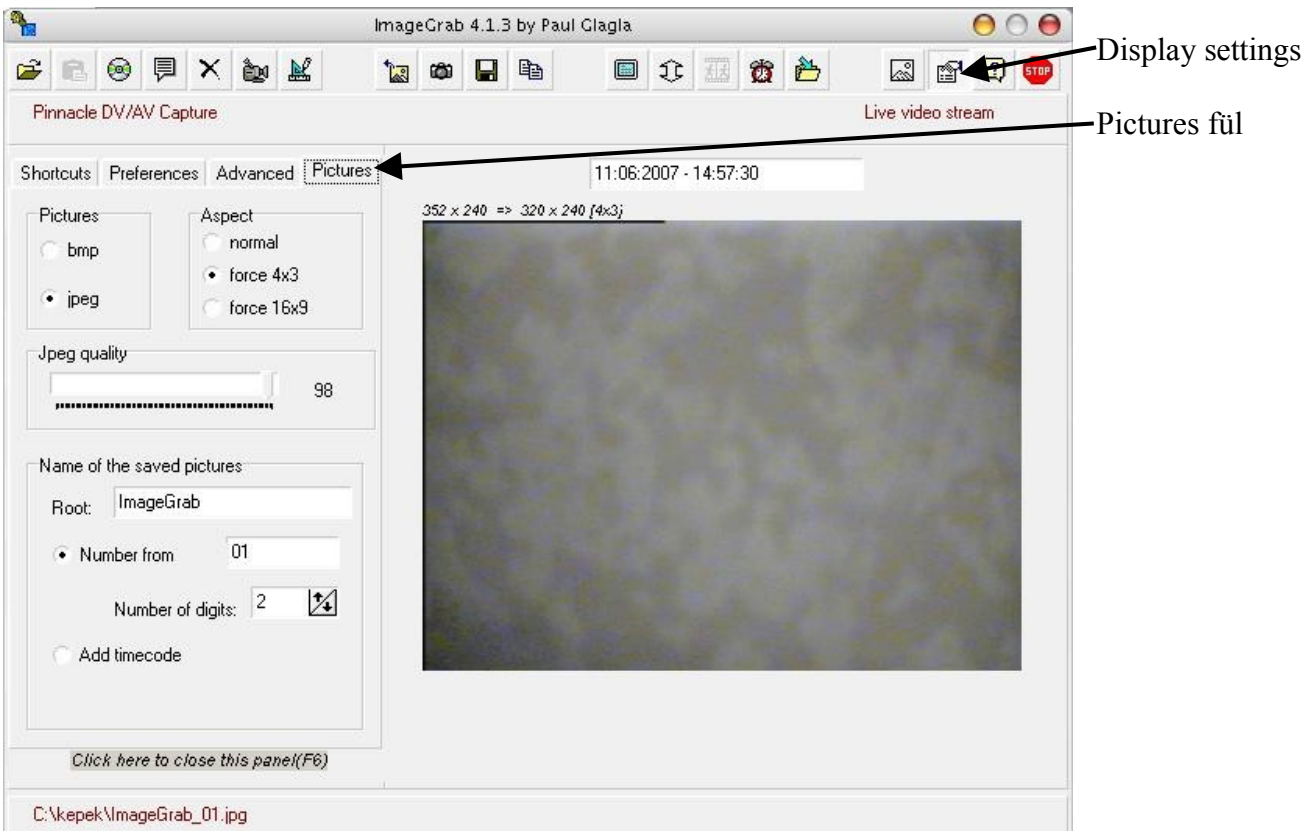 ImageGrab 4.1.3 by Paul Glagla
STOP
Display settings
Pinnacle DV/AV Capture
Live video stream
Pictures fül
Shortcuts Preferences Advanced Pictures
11:06:2007 - 14:57:30
352 x 240 => 320 x 240 (4x3)
Pictures
bmp
jpeg
Aspect
normal
force 4x3
force 16x9
Jpeg quality
98
Name of the saved pictures
Root: ImageGrab
Number from 01
Number of digits: 2
Add timecode
Click here to close this panel(F6)
C:\kepek\ImageGrab_01.jpg